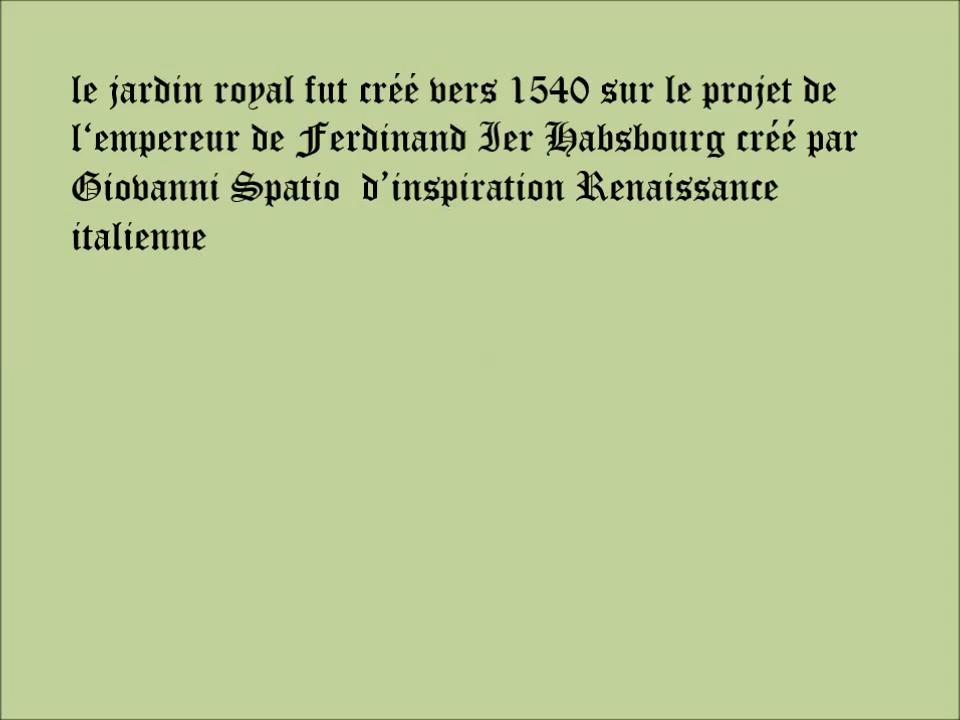 le jardin royal fut créé vers 1540 sur le projet de
l‘empereur de Ferdinand Ier Habsbourg créé par
Giovanni Spatio  d’inspiration Renaissance
italienne